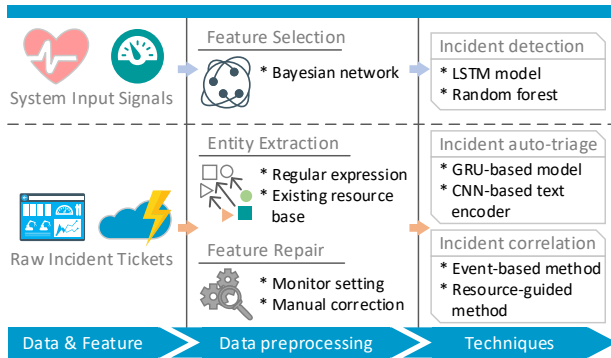 System Input Signals
Feature Selection
* Bayesian network
Incident detection
* LSTM model
* Random forest
Raw Incident Tickets
Entity Extraction
* Regular expression
* Existing resource
base
Feature Repair
* Monitor setting
* Manual correction
Incident auto-triage
* GRU-based model
* CNN-based text
encoder
Incident correlation
* Event-based method
* Resource-guided
method
Data & Feature
Data preprocessing
Techniques